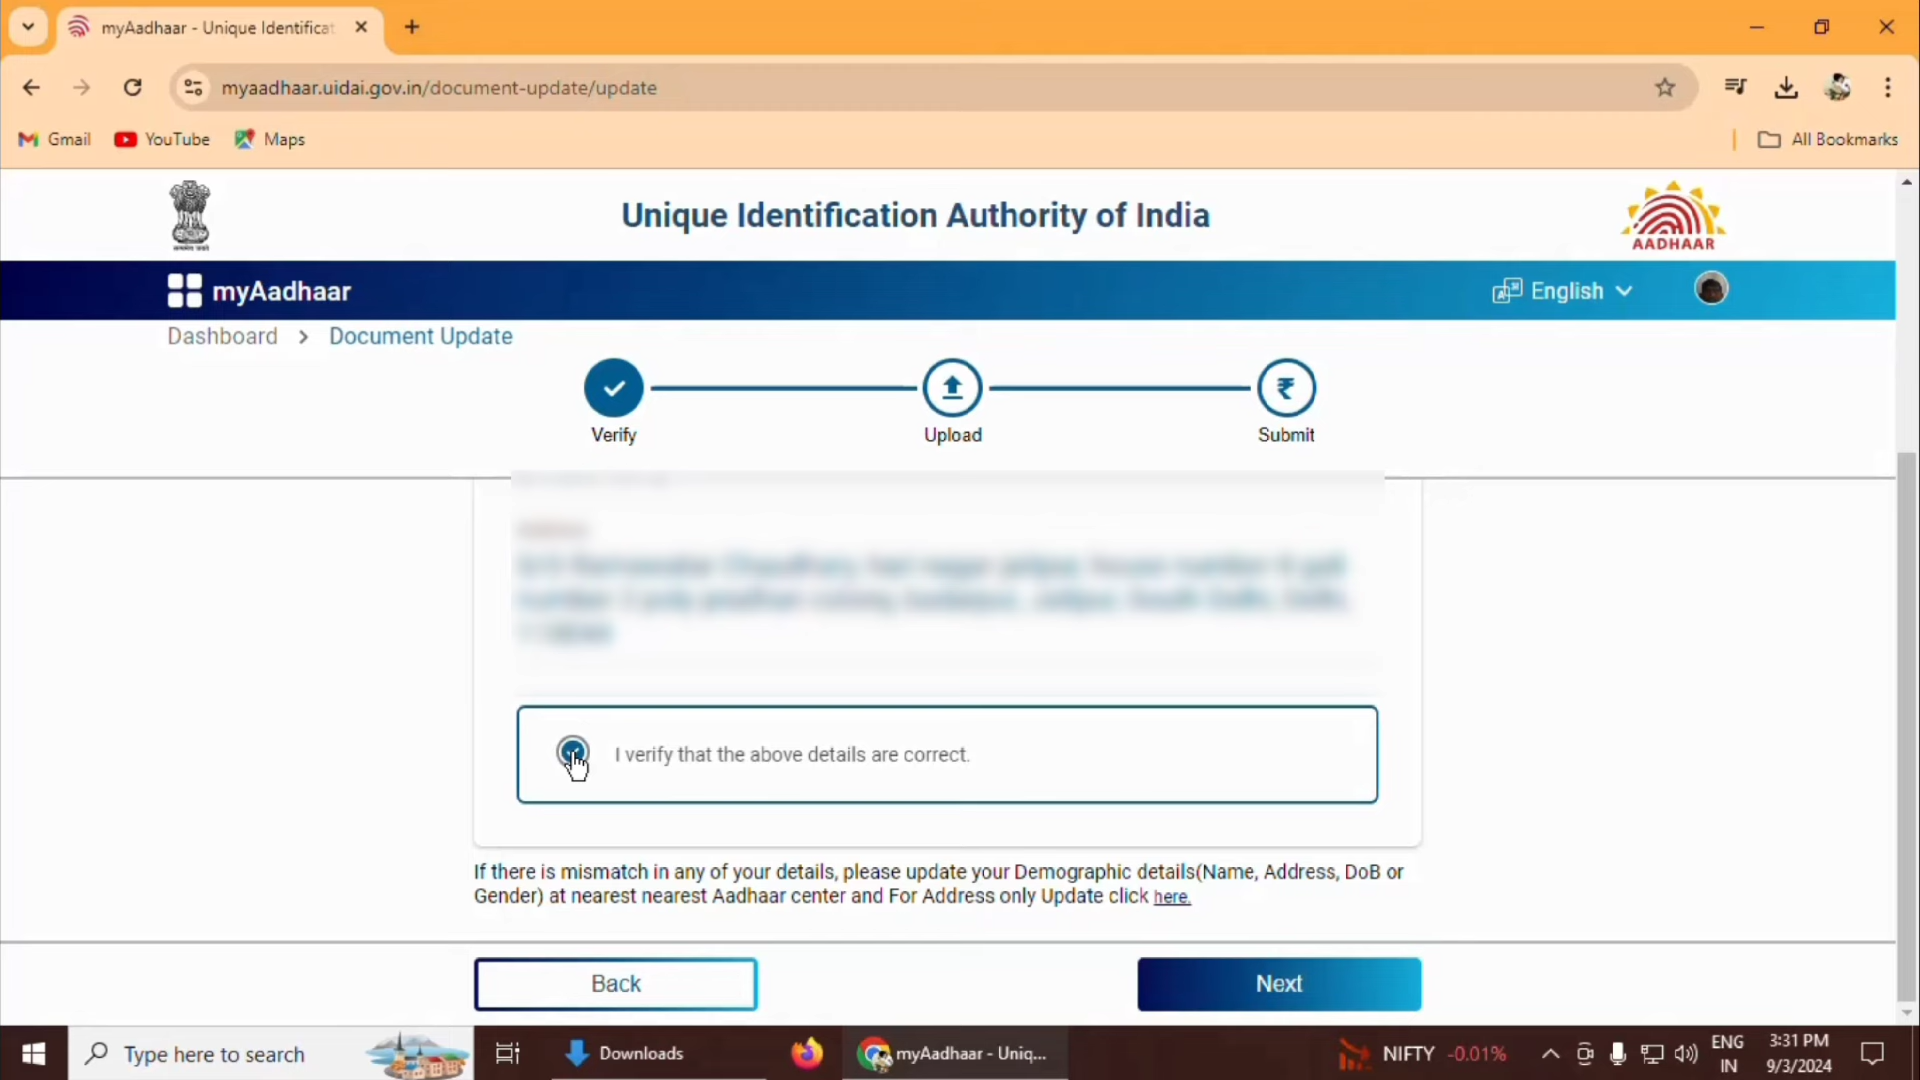 myAadhaar - Unique Identificat
myaadhaar.uidai.gov.in/document-update/update
Gmail YouTube Maps All Bookmarks
Unique Identification Authority of India
AADHAAR
myAadhaar English
Dashboard > Document Update
Verify Upload Submit
I verify that the above details are correct.
If there is mismatch in any of your details, please update your Demographic details(Name, Address, DoB or
Gender) at nearest nearest Aadhaar center and For Address only Update click here.
Back Next
Type here to search Downloads myAadhaar - Uniq... NIFTY -0.01% ENG 3:31 PM
IN 9/3/2024